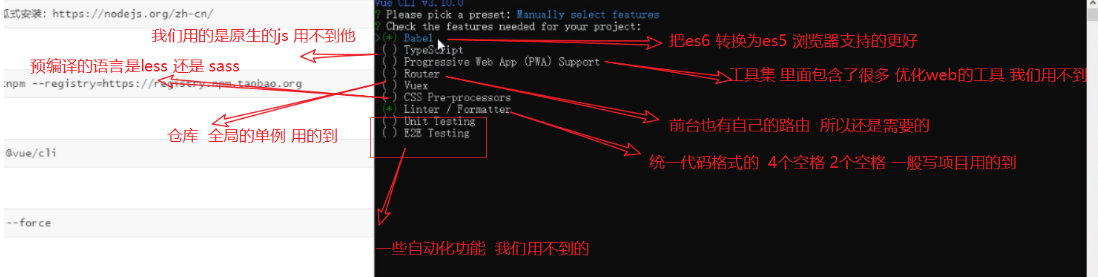 瓜式安装：https://nodejs.org/zh-cn/
Vue CLI v3.10.0
? Please pick a preset: Manually select features
? Check the features needed for your project:
>(*) Babel
( ) TypeScript
( ) Progressive Web App (PWA) Support
( ) Router
( ) Vuex
( ) CSS Pre-processors
(*) Linter / Formatter
( ) Unit Testing
( ) E2E Testing
我们用的是原生的js 用不到他
把es6 转换为es5 浏览器支持的更好
预编译的语言是less 还是 sass
工具集 里面包含了很多 优化web的工具 我们用不到
npm --registry=https://registry.npm.taobao.org
仓库 全局的单例 用的到
前台也有自己的路由 所以还是需要的
@vue/cli
统一代码格式的 4个空格 2个空格 一般写项目用的到
--force
一些自动化功能 我们用不到的